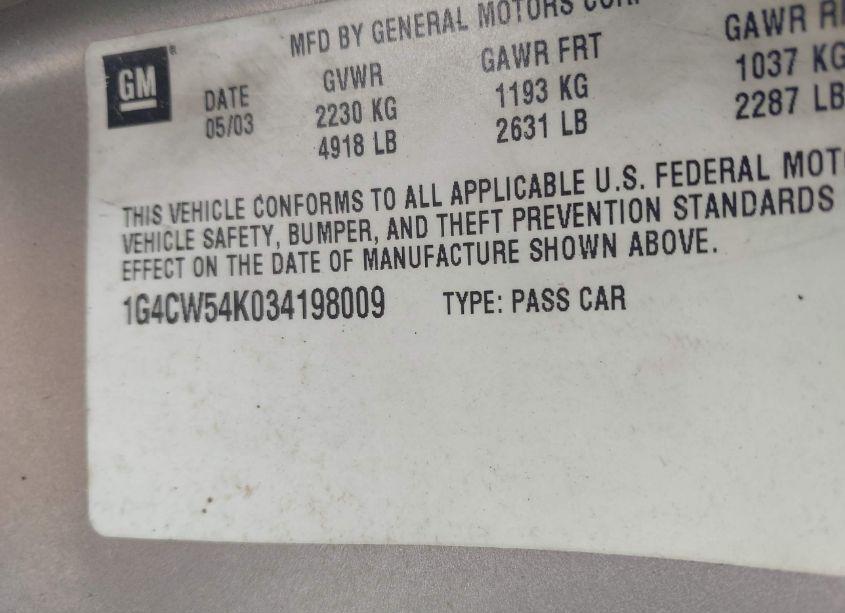 MFD BY GENERAL MOTORS CORP
GM
DATE GVWR GAWR FRT GAWR
05/03 2230 KG 1193 KG 1037 KG
4918 LB 2631 LB 2287 LB
THIS VEHICLE CONFORMS TO ALL APPLICABLE U.S. FEDERAL
VEHICLE SAFETY, BUMPER, AND THEFT PREVENTION STANDARDS
EFFECT ON THE DATE OF MANUFACTURE SHOWN ABOVE.
1G4CW54K034198009 TYPE: PASS CAR